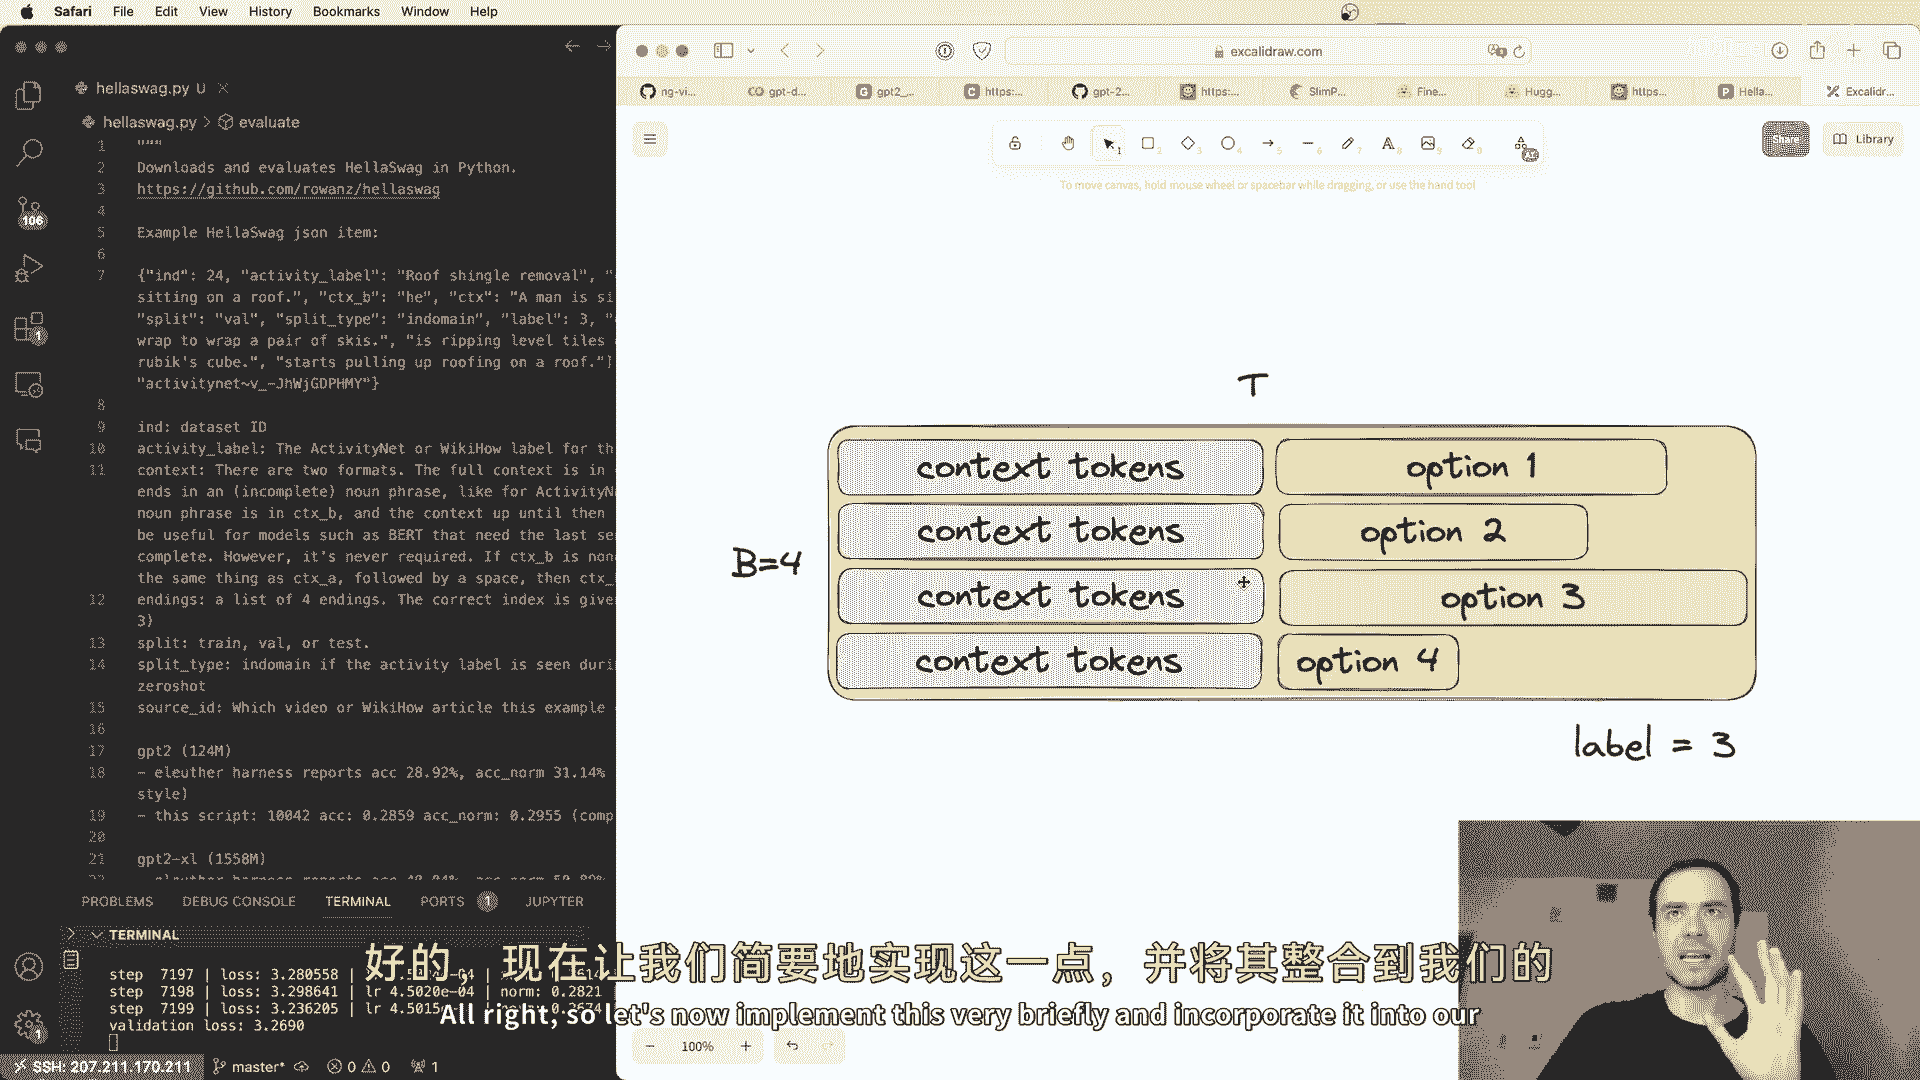 Safari File Edit View History Bookmarks Window Help
excalidraw.com
hellaswag.py U
ng-vi... gpt-d... gpt2_... https:... gpt-2... https:... SlimP... Fine... Hugg... https... Hella... Excalidr...
hellaswag.py > evaluate
1 """
2 Downloads and evaluates HellaSwag in Python.
3 https://github.com/rowanz/hellaswag
4
5 Example HellaSwag json item:
6
7 {"ind": 24, "activity_label": "Roof shingle removal", "
sitting on a roof.", "ctx_b": "he", "ctx": "A man is si
"split": "val", "split_type": "indomain", "label": 3, "
wrap to wrap a pair of skis.", "is ripping level tiles
rubik's cube.", "starts pulling up roofing on a roof."]
"activitynet~v_-JhWjGDPHMY"}
8
9 ind: dataset ID
10 activity_label: The ActivityNet or WikiHow label for th
11 context: There are two formats. The full context is in
ends in an (incomplete) noun phrase, like for ActivityN
noun phrase is in ctx_b, and the context up until then
be useful for models such as BERT that need the last se
complete. However, it's never required. If ctx_b is non
the same thing as ctx_a, followed by a space, then ctx_
12 endings: a list of 4 endings. The correct index is give
3)
13 split: train, val, or test.
14 split_type: indomain if the activity label is seen duri
zeroshot
15 source_id: Which video or WikiHow article this example
16
17 gpt2 (124M)
18 - eleuther harness reports acc 28.92%, acc_norm 31.14%
style)
19 - this script: 10042 acc: 0.2859 acc_norm: 0.2955 (comp
20
21 gpt2-xl (1558M)
106
1
1
Share
Library
1 2 3 4 5 6 7 8 9 0
To move canvas, hold mouse wheel or spacebar while dragging, or use the hand tool
T
B=4
context tokens option 1
context tokens option 2
context tokens option 3
context tokens option 4
label = 3
PROBLEMS DEBUG CONSOLE TERMINAL PORTS 1 JUPYTER
TERMINAL
step 7197 | loss: 3.280558 |
step 7198 | loss: 3.298641 | lr 4.5020e-04 | norm: 0.2821
step 7199 | loss: 3.236205 | lr 4.5015
validation loss: 3.2690
好的，现在让我们简要地实现这一点，并将其整合到我们的
All right, so let's now implement this very briefly and incorporate it into our
100%
SSH: 207.211.170.211 master* 0 0 1